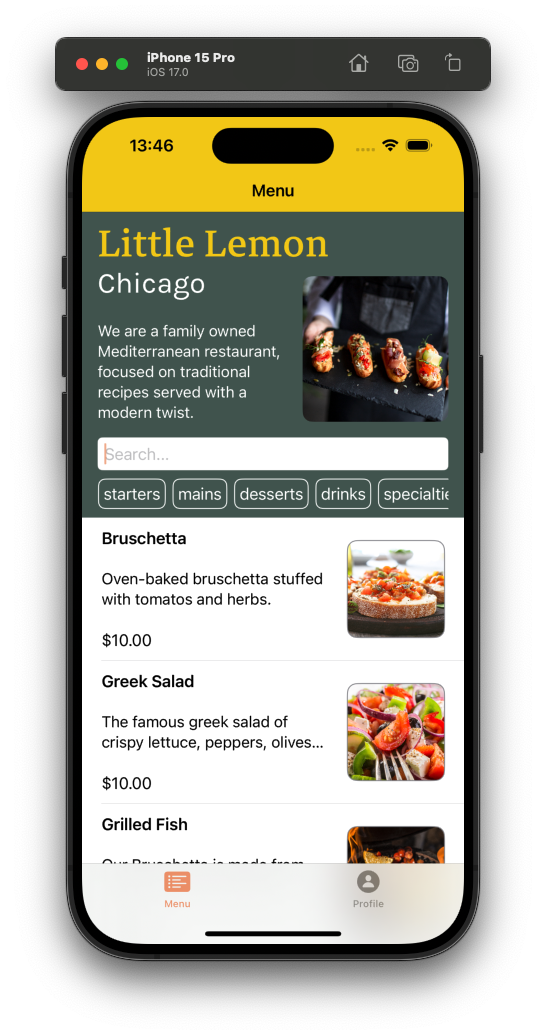 iPhone 15 Pro
iOS 17.0
13:46
Menu
Little Lemon
Chicago
We are a family owned
Mediterranean restaurant,
focused on traditional
recipes served with a
modern twist.
Search...
starters mains desserts drinks specialtie
Bruschetta
Oven-baked bruschetta stuffed
with tomatos and herbs.
$10.00
Greek Salad
The famous greek salad of
crispy lettuce, peppers, olives...
$10.00
Grilled Fish
Our Bruschetta is made from
Menu Profile